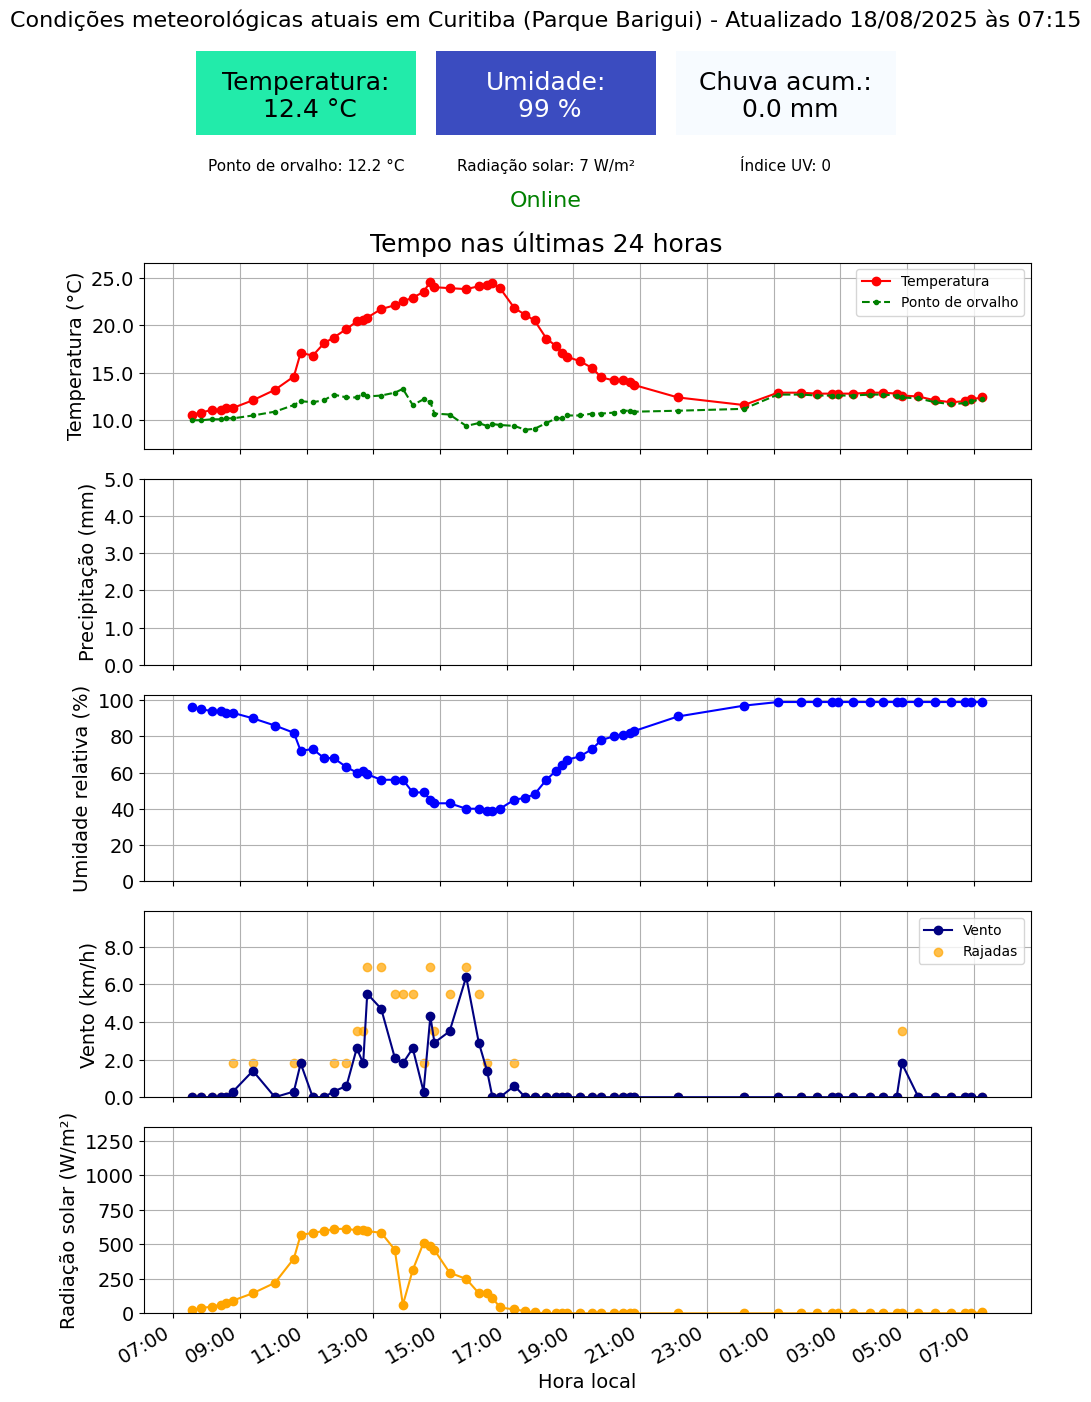 Condições meteorológicas atuais em Curitiba (Parque Barigui) - Atualizado 18/08/2025 às 07:15
Temperatura:
12.4 °C
Umidade:
99 %
Chuva acum.:
0.0 mm
Ponto de orvalho: 12.2 °C
Radiação solar: 7 W/m²
Índice UV: 0
Online
Tempo nas últimas 24 horas
Temperatura (°C)
25.0
20.0
15.0
10.0
Temperatura
Ponto de orvalho
Precipitação (mm)
5.0
4.0
3.0
2.0
1.0
0.0
Umidade relativa (%)
100
80
60
40
20
0
Vento (km/h)
8.0
6.0
4.0
2.0
0.0
Vento
Rajadas
Radiação solar (W/m²)
1250
1000
750
500
250
0
07:00
09:00
11:00
13:00
15:00
17:00
19:00
21:00
23:00
01:00
03:00
05:00
07:00
Hora local